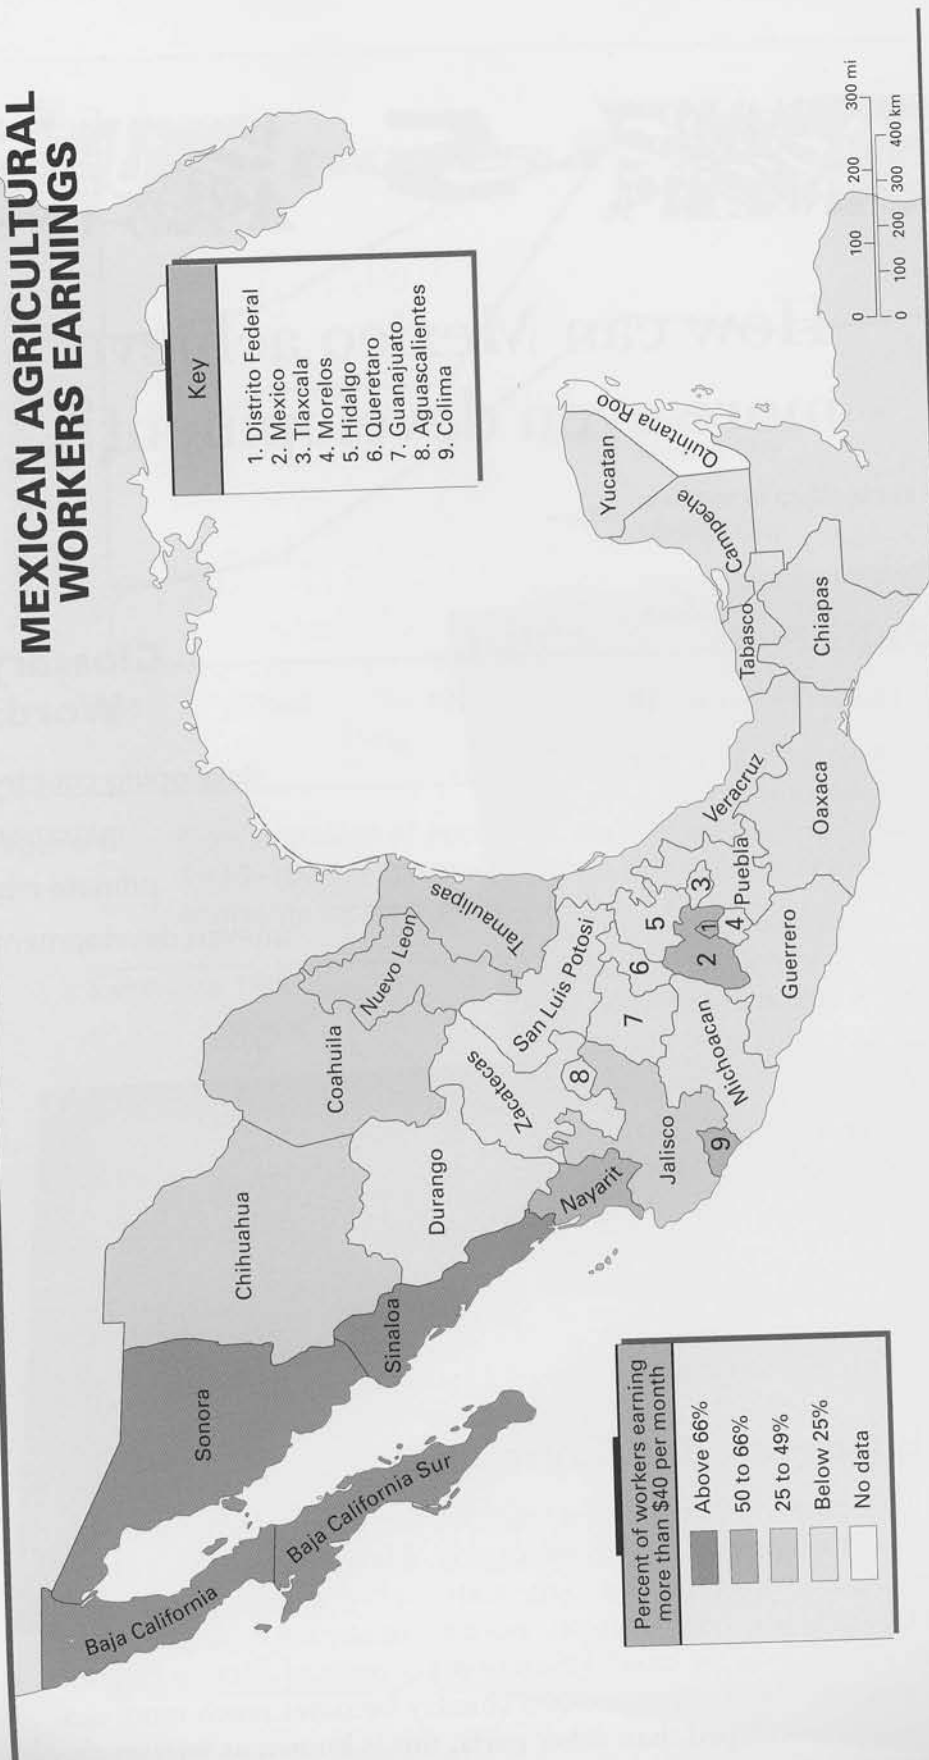 MEXICAN AGRICULTURAL
WORKERS EARNINGS
Key
1. Distrito Federal
2. Mexico
3. Tlaxcala
4. Morelos
5. Hidalgo
6. Queretaro
7. Guanajuato
8. Aguascalientes
9. Colima
Baja California
Baja California Sur
Sonora
Chihuahua
Sinaloa
Coahuila
Nuevo Leon
Tamaulipas
Durango
Zacatecas
San Luis Potosi
Nayarit
Jalisco
8
7
6
5
9
Michoacan
2
1
3
4
Puebla
Veracruz
Guerrero
Oaxaca
Tabasco
Chiapas
Campeche
Yucatan
Quintana Roo
Percent of workers earning
more than $40 per month
Above 66%
50 to 66%
25 to 49%
Below 25%
No data
0 100 200 300 mi
0 100 200 300 400 km